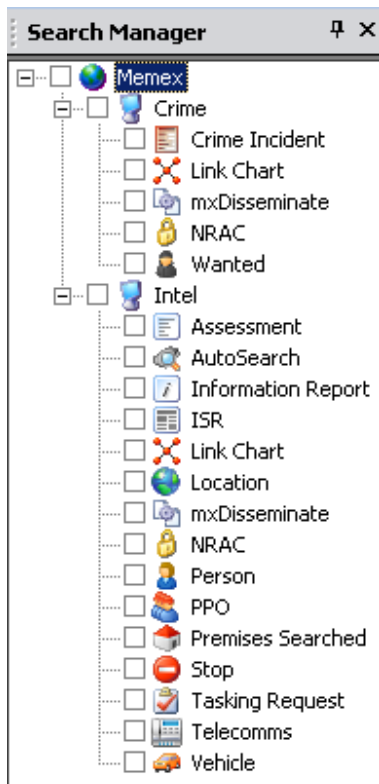 Search Manager
Memex
Crime
Crime Incident
Link Chart
mxDisseminate
NRAC
Wanted
Intel
Assessment
AutoSearch
Information Report
ISR
Link Chart
Location
mxDisseminate
NRAC
Person
PPO
Premises Searched
Stop
Tasking Request
Telecomms
Vehicle